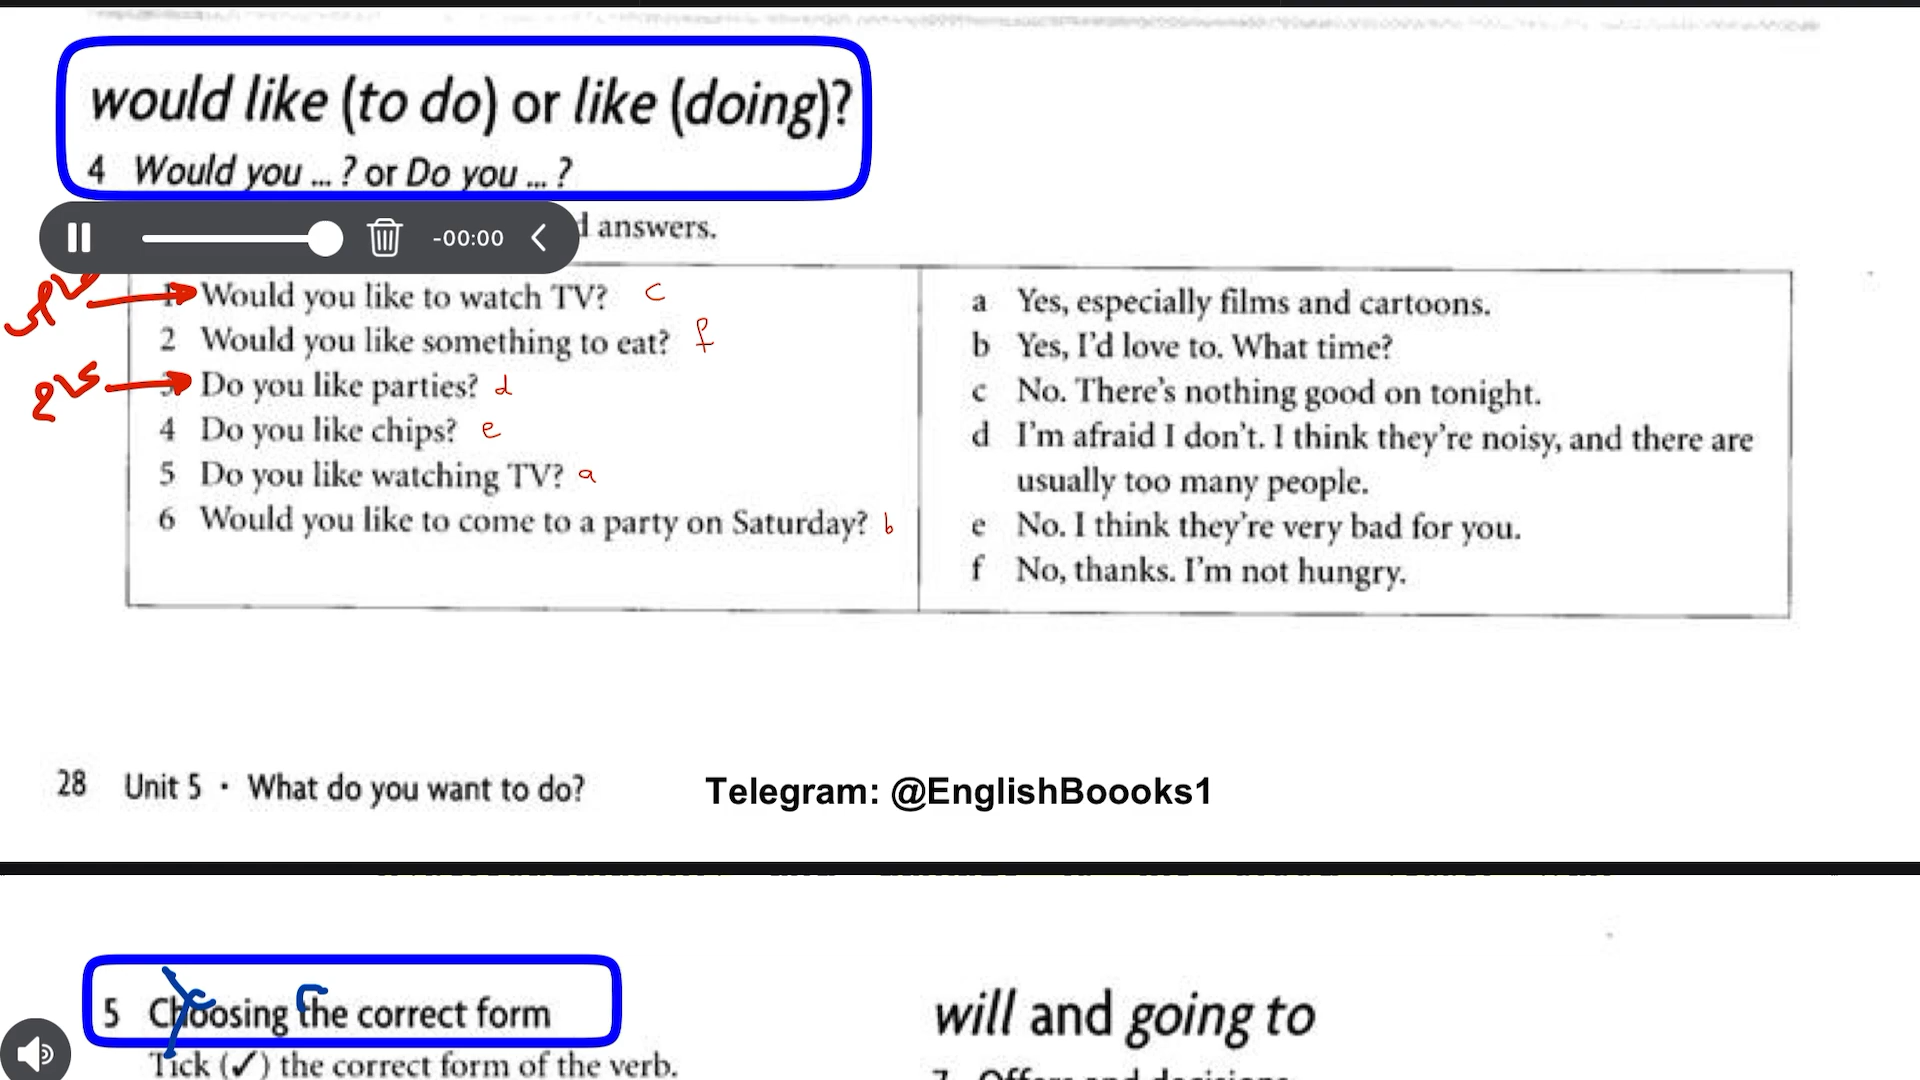 would like (to do) or like (doing)?
4 Would you ... ? or Do you ... ?
-00:00
answers.
Would you like to watch TV? c
2 Would you like something to eat? f
Do you like parties? d
4 Do you like chips? e
5 Do you like watching TV? a
6 Would you like to come to a party on Saturday? b
a Yes, especially films and cartoons.
b Yes, I'd love to. What time?
c No. There's nothing good on tonight.
d I'm afraid I don't. I think they're noisy, and there are
usually too many people.
e No. I think they're very bad for you.
f No, thanks. I'm not hungry.
28 Unit 5 · What do you want to do?
Telegram: @EnglishBoooks1
5 Choosing the correct form
Tick (✓) the correct form of the verb.
will and going to
7 Offers and decisions